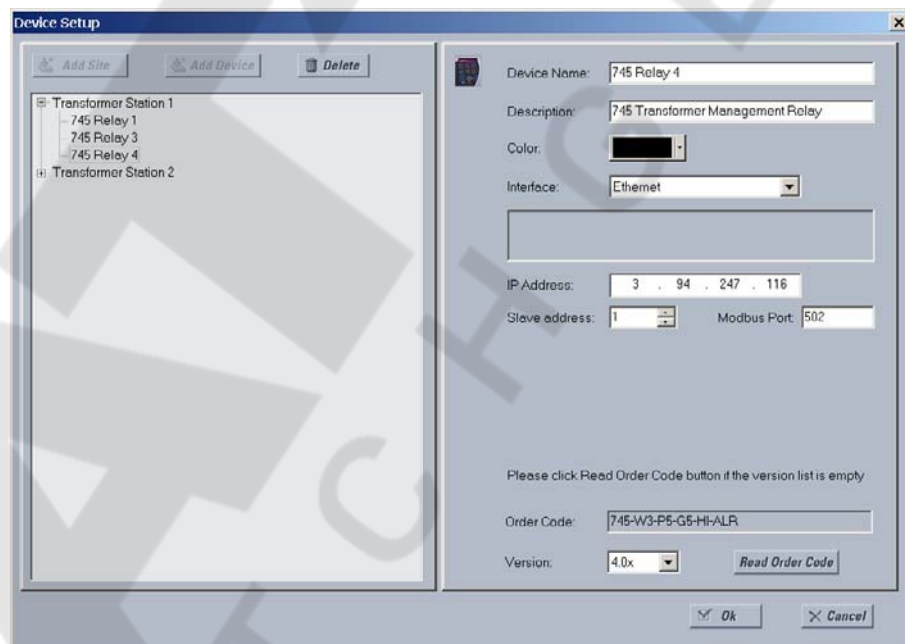 Device Setup
Add Site
Add Device
Delete
Transformer Station 1
745 Relay 1
745 Relay 3
745 Relay 4
Transformer Station 2
Device Name: 745 Relay 4
Description: 745 Transformer Management Relay
Color:
Interface: Ethernet
IP Address: 3 . 94 . 247 . 116
Slave address: 1 Modbus Port: 502
Please click Read Order Code button if the version list is empty
Order Code: 745-W3-P5-G5-HI-ALR
Version: 4.0x Read Order Code
Ok Cancel